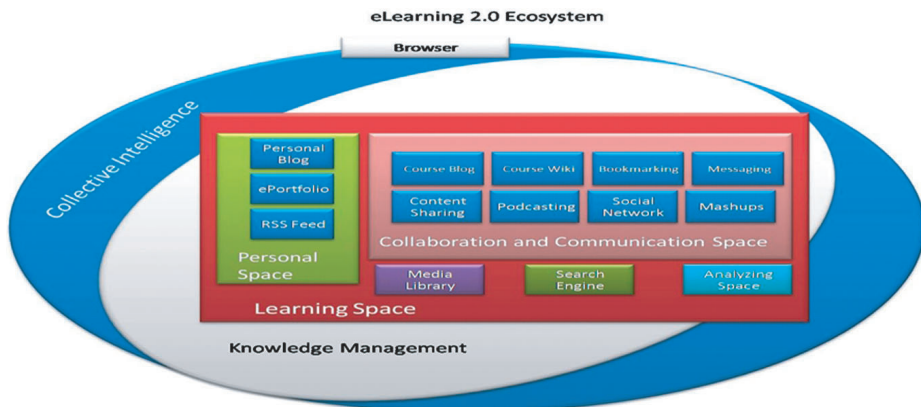 eLearning 2.0 Ecosystem
Browser
Collective Intelligence
Personal
Blog
ePortfolio
RSS Feed
Personal
Space
Course Blog
Course Wiki
Bookmarking
Messaging
Content
Sharing
Podcasting
Social
Network
Mashups
Collaboration and Communication Space
Media
Library
Search
Engine
Analyzing
Space
Learning Space
Knowledge Management